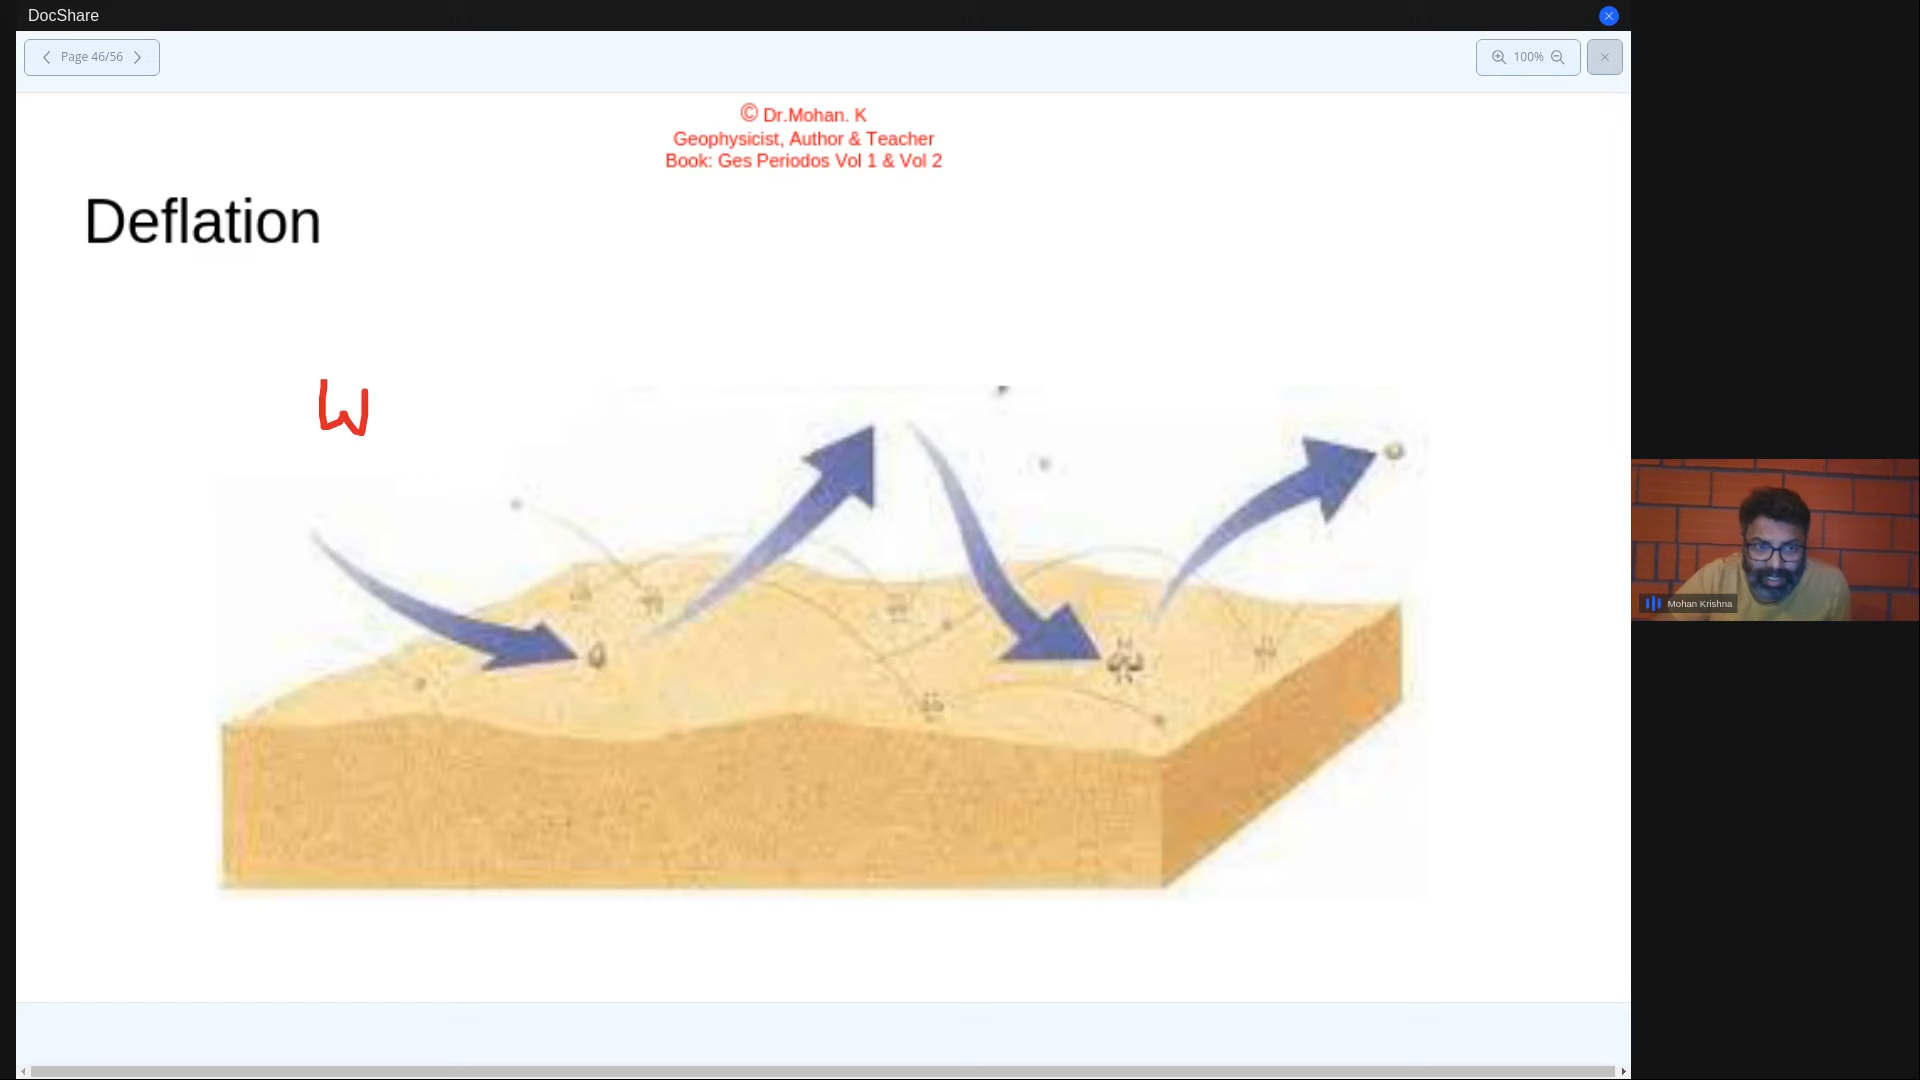 DocShare
Page 46/56
100%
© Dr.Mohan. K
Geophysicist, Author & Teacher
Book: Ges Periodos Vol 1 & Vol 2
Deflation
W
Mohan Krishna